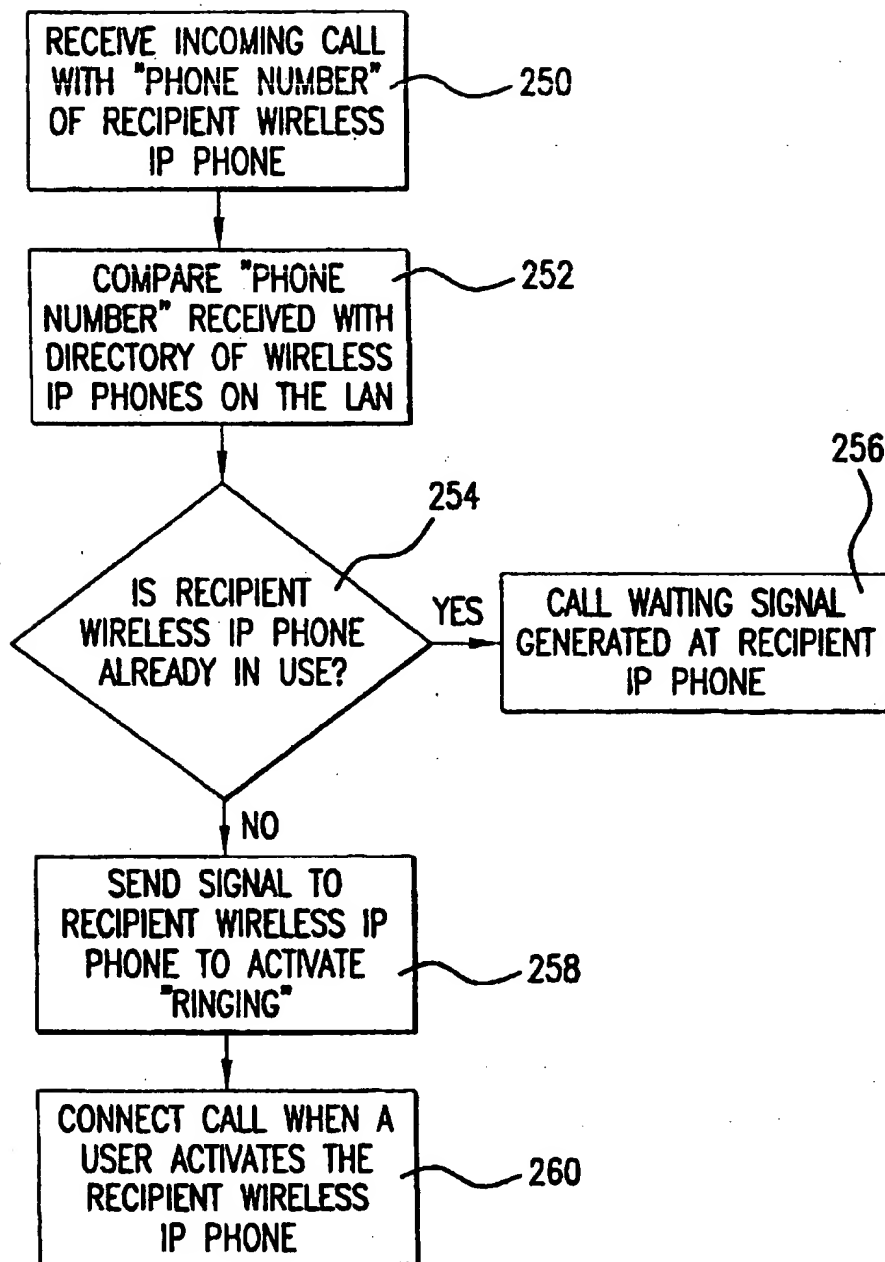 RECEIVE INCOMING CALL
WITH "PHONE NUMBER"
OF RECIPIENT WIRELESS
IP PHONE
250
COMPARE "PHONE
NUMBER" RECEIVED WITH
DIRECTORY OF WIRELESS
IP PHONES ON THE LAN
252
254
IS RECIPIENT
WIRELESS IP PHONE
ALREADY IN USE?
YES
256
CALL WAITING SIGNAL
GENERATED AT RECIPIENT
IP PHONE
NO
SEND SIGNAL TO
RECIPIENT WIRELESS IP
PHONE TO ACTIVATE
"RINGING"
258
CONNECT CALL WHEN A
USER ACTIVATES THE
RECIPIENT WIRELESS
IP PHONE
260